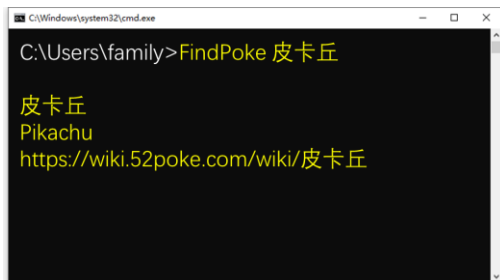 C:\Windows\system32\cmd.exe
C:\Users\family>FindPoke 皮卡丘
皮卡丘
Pikachu
https://wiki.52poke.com/wiki/皮卡丘